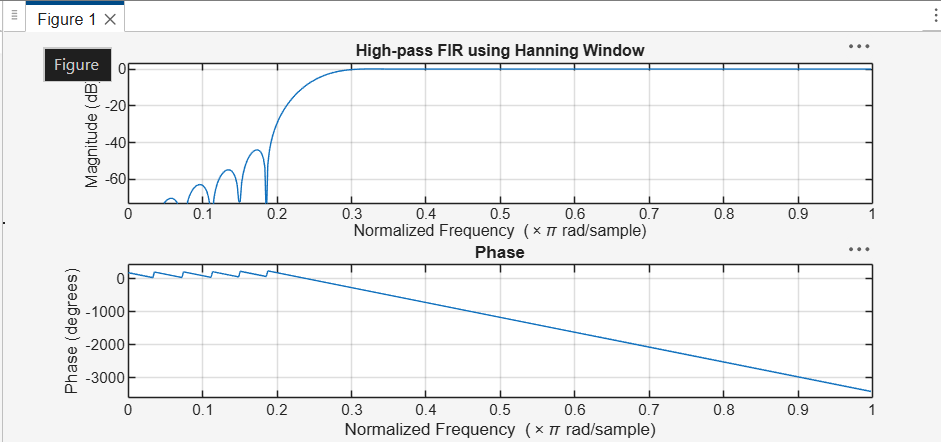 Figure 1
High-pass FIR using Hanning Window
Figure
Magnitude (dB)
0
-20
-40
-60
0 0.1 0.2 0.3 0.4 0.5 0.6 0.7 0.8 0.9 1
Normalized Frequency (× π rad/sample)
Phase
Phase (degrees)
0
-1000
-2000
-3000
0 0.1 0.2 0.3 0.4 0.5 0.6 0.7 0.8 0.9 1
Normalized Frequency (× π rad/sample)